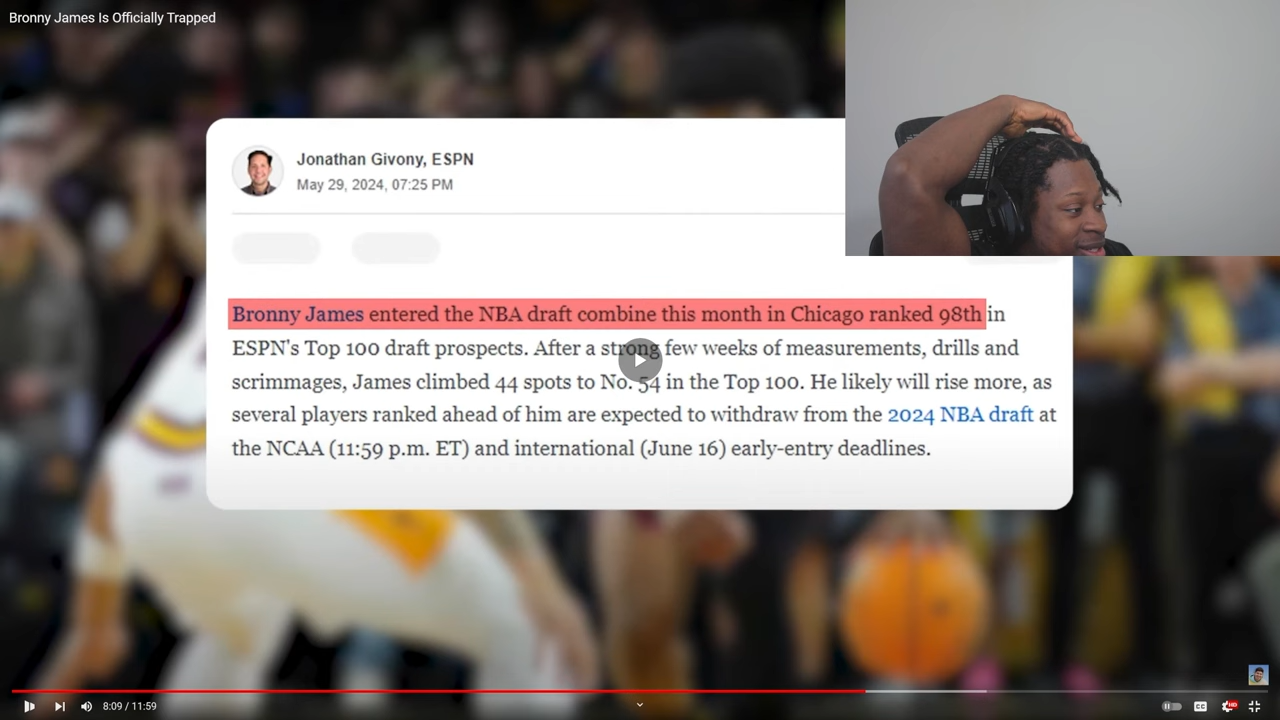 Bronny James Is Officially Trapped
Jonathan Givony, ESPN
May 29, 2024, 07:25 PM
Bronny James entered the NBA draft combine this month in Chicago ranked 98th in
ESPN's Top 100 draft prospects. After a strong few weeks of measurements, drills and
scrimmages, James climbed 44 spots to No. 54 in the Top 100. He likely will rise more, as
several players ranked ahead of him are expected to withdraw from the 2024 NBA draft at
the NCAA (11:59 p.m. ET) and international (June 16) early-entry deadlines.
8:09 / 11:59
CC
HD